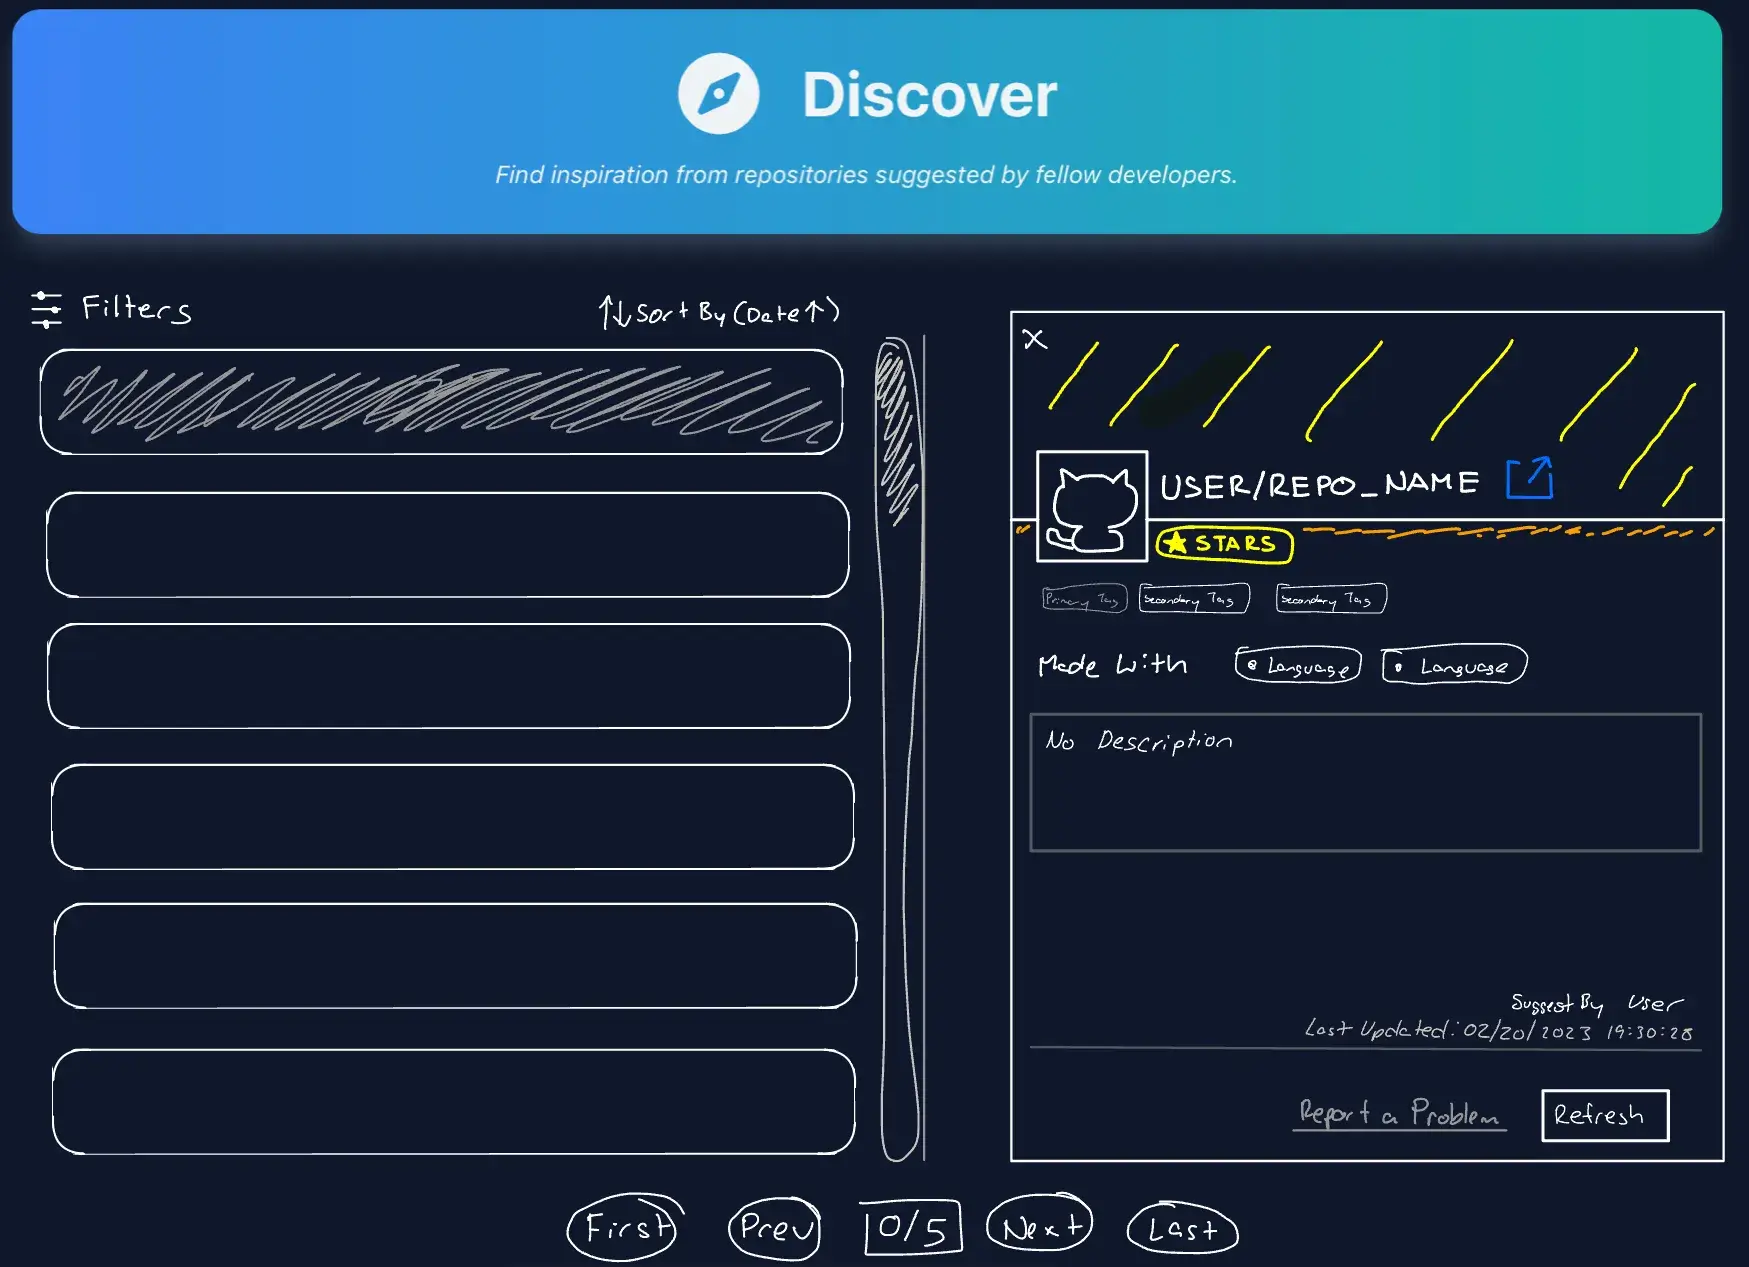 Discover
Find inspiration from repositories suggested by fellow developers.
Filters
↑↓ Sort By (Date ↑)
X
USER/REPO_NAME
★ STARS
Primary Tag
Secondary Tag
Secondary Tag
Made With
Language
Language
No Description
Suggest By User
Last Updated: 02/20/2023 19:30:28
Report a Problem
Refresh
First
Prev
0/5
Next
Last